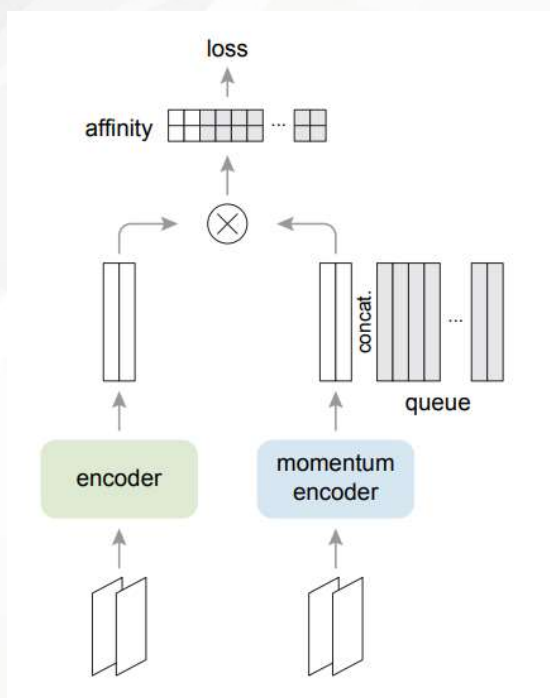 loss
affinity
...
concat.
...
queue
encoder
momentum
encoder